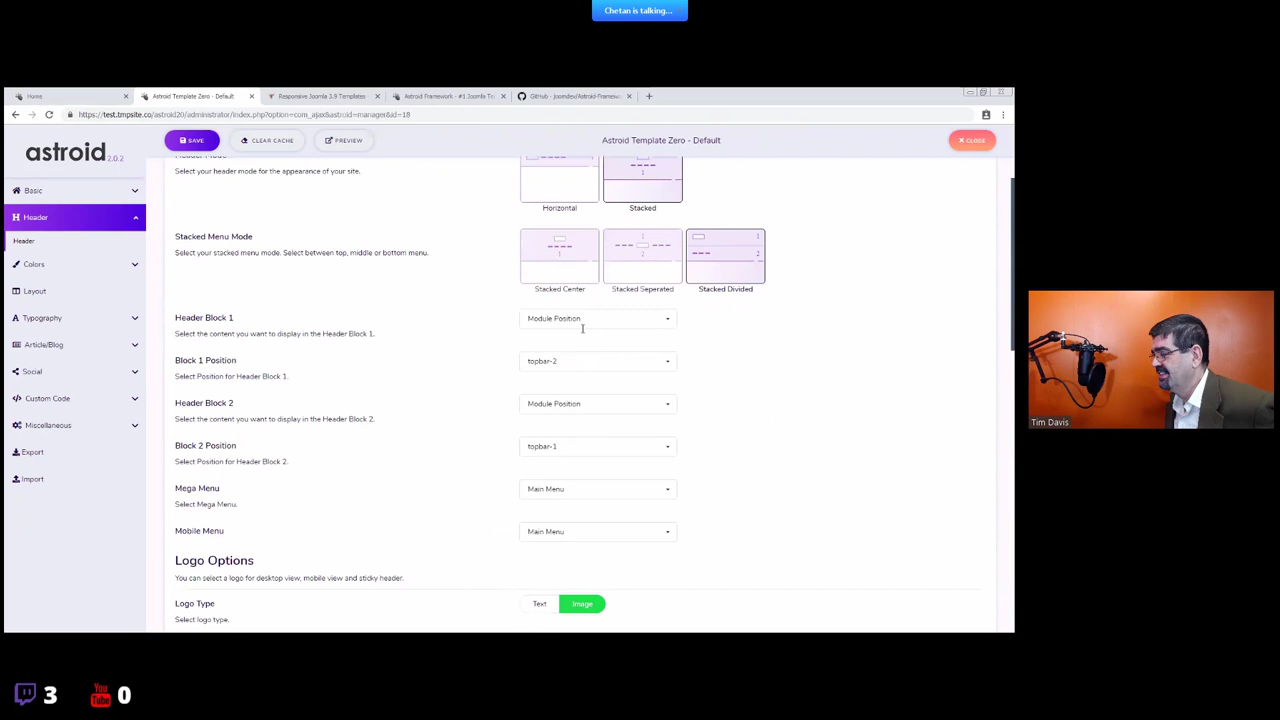 Chetan is talking...
Home
Astroid Template Zero - Default
Responsive Joomla 3.9 Templates
Astroid Framework - #1 Joomla Te
GitHub - joomdev/Astroid-Framewo
https://test.tmpsite.co/astroid20/administrator/index.php?option=com_ajax&astroid=manager&id=18
astroid 2.0.2
SAVE
CLEAR CACHE
PREVIEW
Astroid Template Zero - Default
CLOSE
Basic
Header
Header
Colors
Layout
Typography
Article/Blog
Social
Custom Code
Miscellaneous
Export
Import
Header Mode
Select your header mode for the appearance of your site.
Horizontal
Stacked
Stacked Menu Mode
Select your stacked menu mode. Select between top, middle or bottom menu.
Stacked Center
Stacked Seperated
Stacked Divided
Header Block 1
Module Position
Select the content you want to display in the Header Block 1.
Block 1 Position
topbar-2
Select Position for Header Block 1.
Header Block 2
Module Position
Select the content you want to display in the Header Block 2.
Block 2 Position
topbar-1
Select Position for Header Block 2.
Mega Menu
Main Menu
Select Mega Menu.
Mobile Menu
Main Menu
Logo Options
You can select a logo for desktop view, mobile view and sticky header.
Logo Type
Text
Image
Select logo type.
Tim Davis
3
You Tube
0